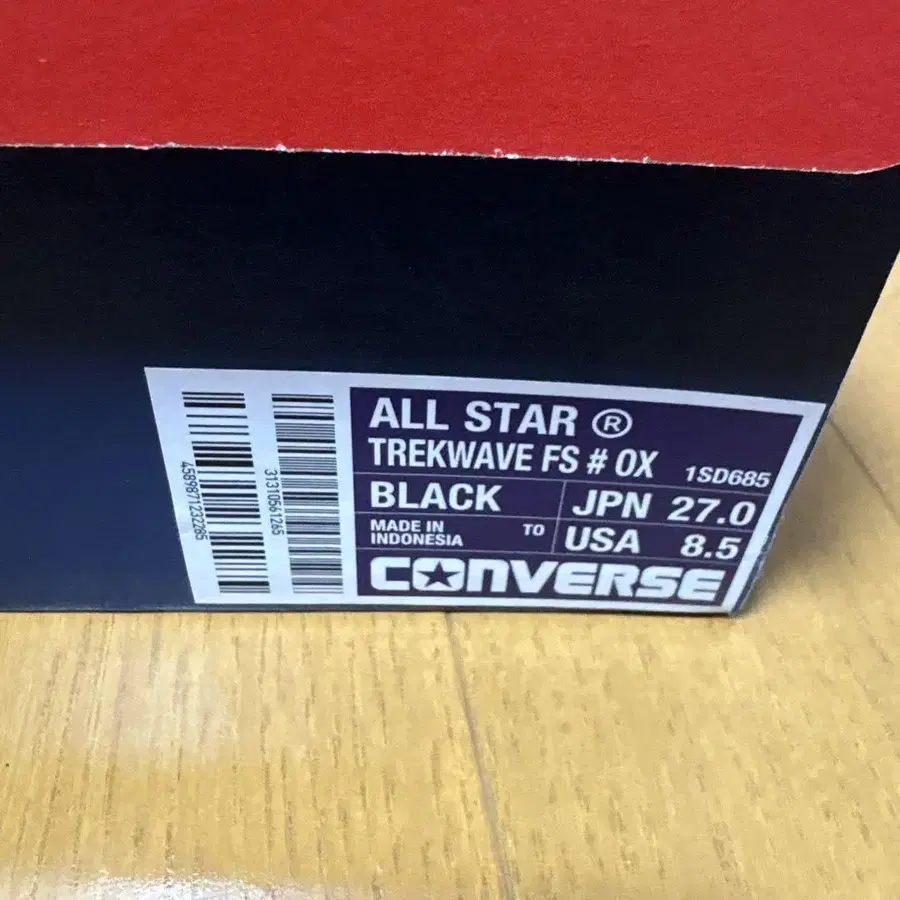 4589871232285
31310561265
ALL STAR ®
TREKWAVE FS # OX 1SD685
BLACK JPN 27.0
MADE IN INDONESIA TO USA 8.5
CONVERSE